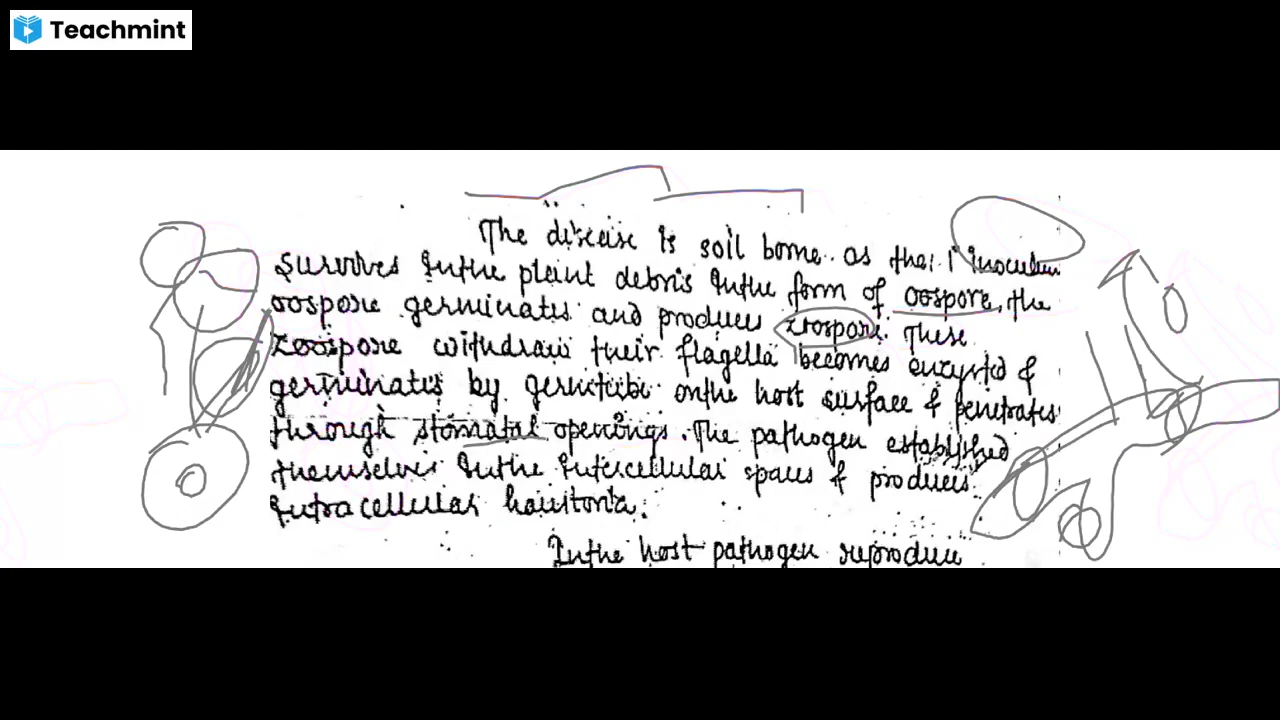 Teachmint
The disease is soil borne as the 1° inoculum
survives in the plant debris in the form of oospore, the
oospore germinates and produces zoospore. These
zoospore withdraw their flagella becomes encysted &
germinates by germtube on the host surface & penetrates
through stomatal openings. The pathogen established
themselves in the intercellular spaces & produces
intracellular haustoria.
In the host pathogen reproduce